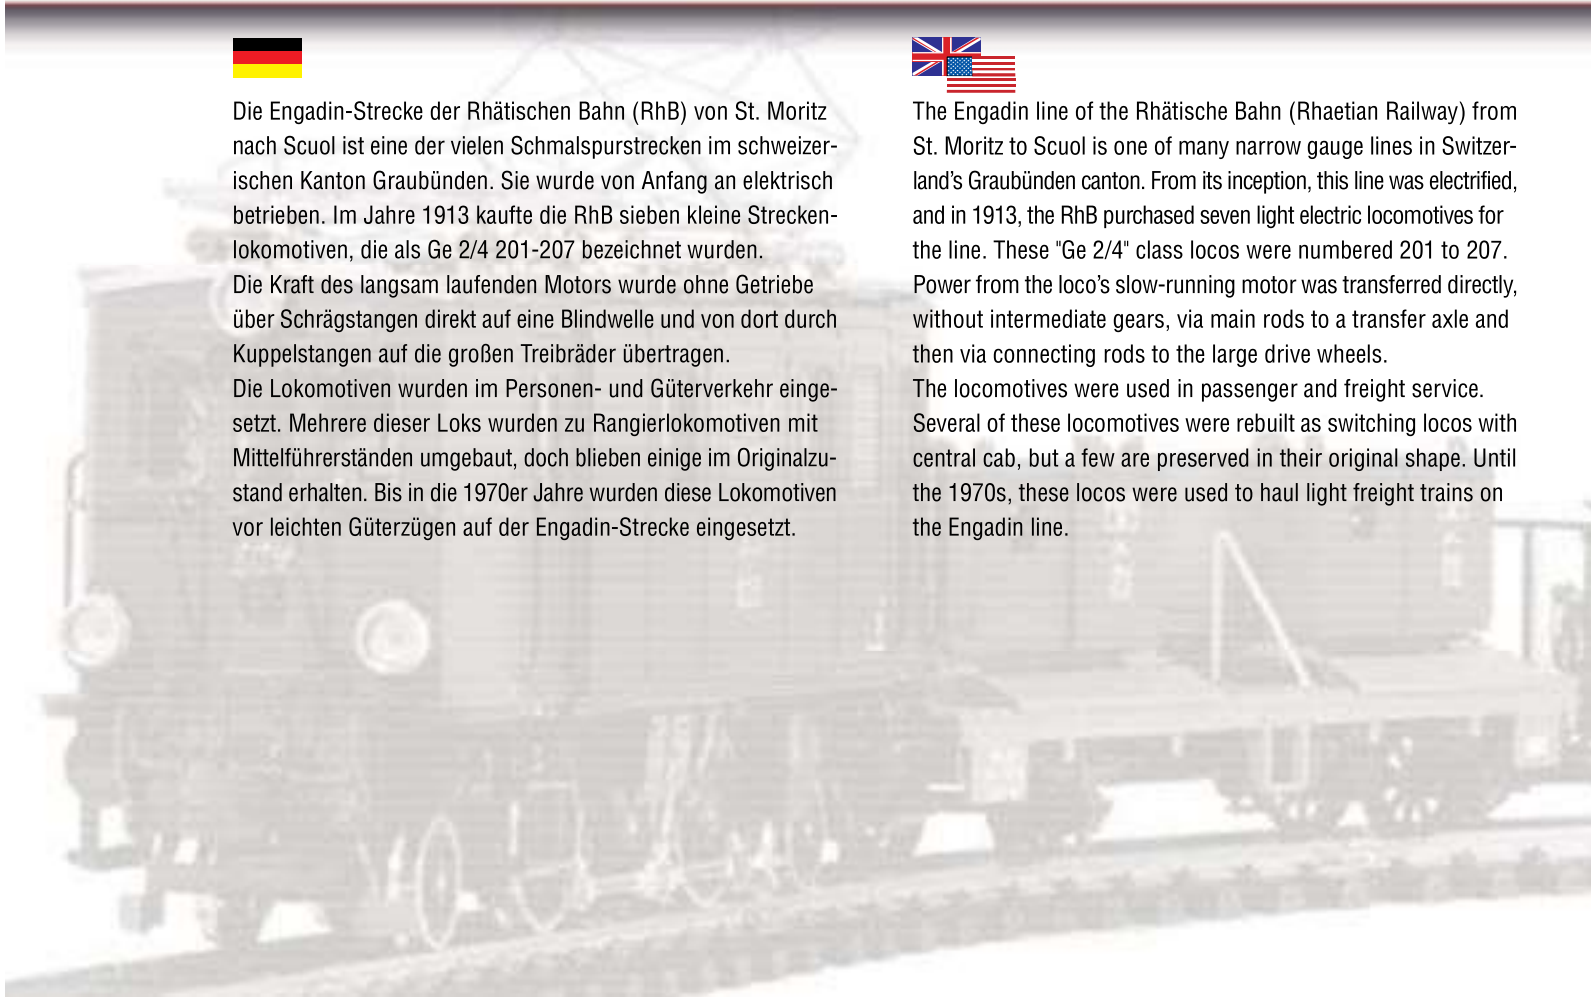 Die Engadin-Strecke der Rhätischen Bahn (RhB) von St. Moritz
nach Scuol ist eine der vielen Schmalspurstrecken im schweizer-
ischen Kanton Graubünden. Sie wurde von Anfang an elektrisch
betrieben. Im Jahre 1913 kaufte die RhB sieben kleine Strecken-
lokomotiven, die als Ge 2/4 201-207 bezeichnet wurden.
Die Kraft des langsam laufenden Motors wurde ohne Getriebe
über Schrägstangen direkt auf eine Blindwelle und von dort durch
Kuppelstangen auf die großen Treibräder übertragen.
Die Lokomotiven wurden im Personen- und Güterverkehr einge-
setzt. Mehrere dieser Loks wurden zu Rangierlokomotiven mit
Mittelführerständen umgebaut, doch blieben einige im Originalzu-
stand erhalten. Bis in die 1970er Jahre wurden diese Lokomotiven
vor leichten Güterzügen auf der Engadin-Strecke eingesetzt.
The Engadin line of the Rhätische Bahn (Rhaetian Railway) from
St. Moritz to Scuol is one of many narrow gauge lines in Switzer-
land's Graubünden canton. From its inception, this line was electrified,
and in 1913, the RhB purchased seven light electric locomotives for
the line. These "Ge 2/4" class locos were numbered 201 to 207.
Power from the loco's slow-running motor was transferred directly,
without intermediate gears, via main rods to a transfer axle and
then via connecting rods to the large drive wheels.
The locomotives were used in passenger and freight service.
Several of these locomotives were rebuilt as switching locos with
central cab, but a few are preserved in their original shape. Until
the 1970s, these locos were used to haul light freight trains on
the Engadin line.